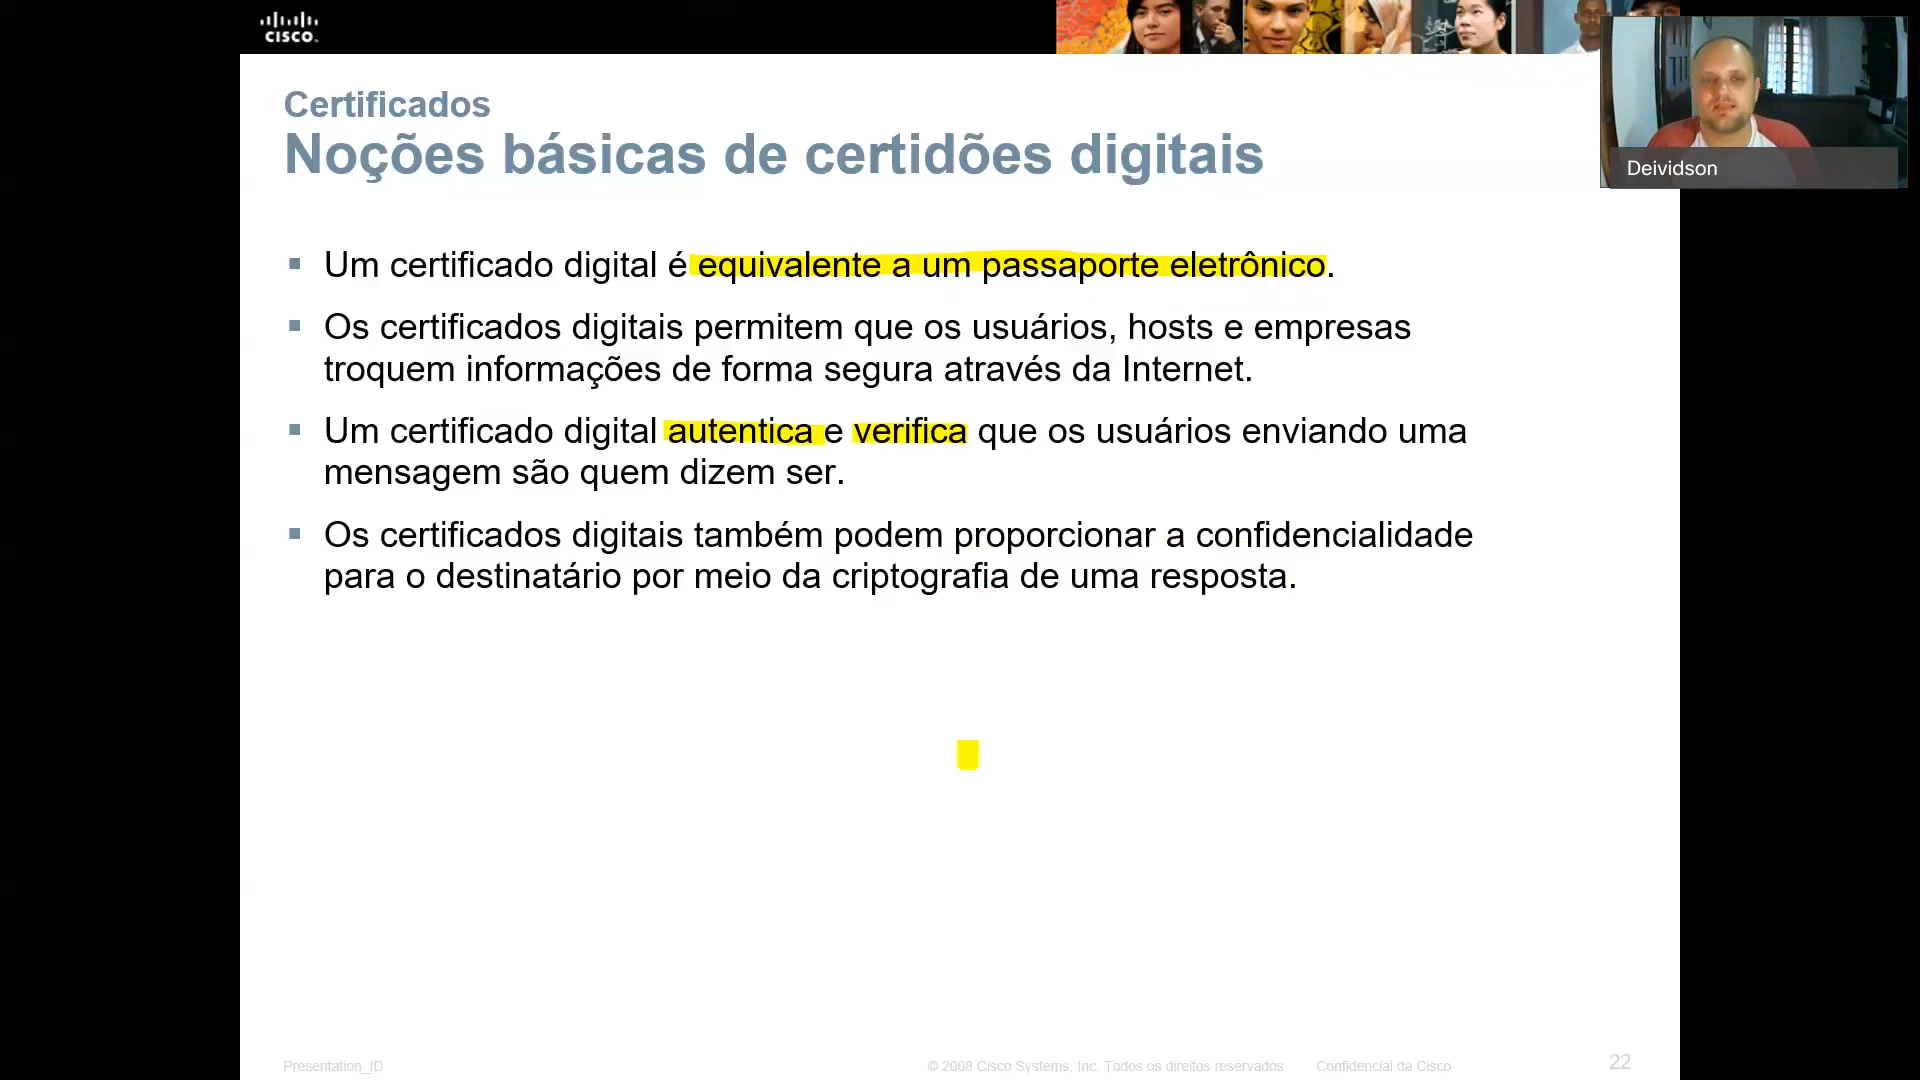 CISCO
Certificados
Noções básicas de certidões digitais
Deividson
Um certificado digital é equivalente a um passaporte eletrônico.
Os certificados digitais permitem que os usuários, hosts e empresas
troquem informações de forma segura através da Internet.
Um certificado digital autentica e verifica que os usuários enviando uma
mensagem são quem dizem ser.
Os certificados digitais também podem proporcionar a confidencialidade
para o destinatário por meio da criptografia de uma resposta.
Presentation_ID
© 2008 Cisco Systems, Inc. Todos os direitos reservados.
Confidencial da Cisco
22